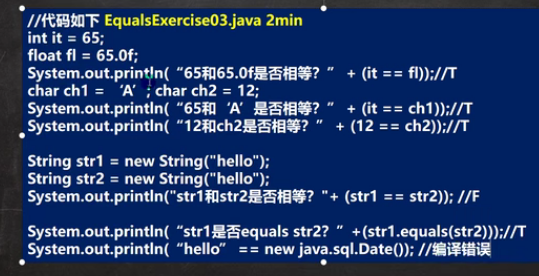 //代码如下 EqualsExercise03.java 2min
int it = 65;
float fl = 65.0f;
System.out.println(“65和65.0f是否相等？” + (it == fl));//T
char ch1 = ‘A’; char ch2 = 12;
System.out.println(“65和‘A’是否相等？” + (it == ch1));//T
System.out.println(“12和ch2是否相等？” + (12 == ch2));//T
String str1 = new String("hello");
String str2 = new String("hello");
System.out.println("str1和str2是否相等？"+ (str1 == str2)); //F
System.out.println(“str1是否equals str2？”+(str1.equals(str2)));//T
System.out.println(“hello” == new java.sql.Date()); //编译错误